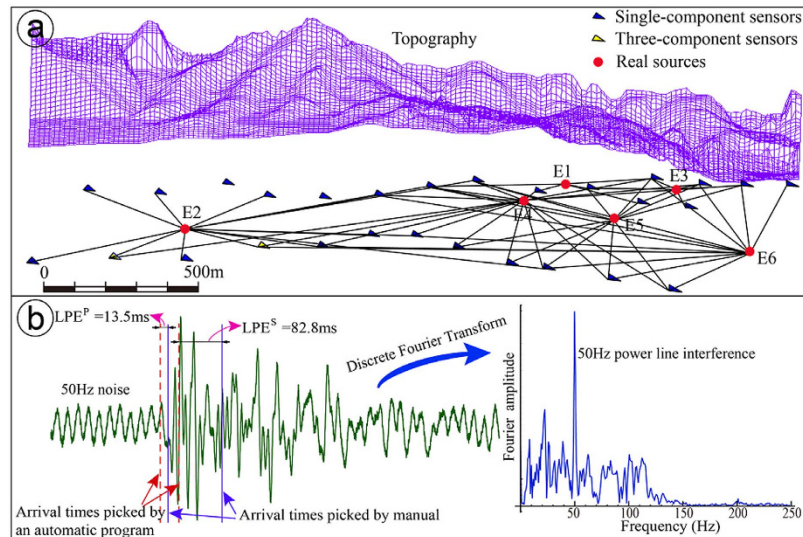 a
Topography
Single-component sensors
Three-component sensors
Real sources
E1
E3
E2
E4
E5
E6
0
500m
b
LPE^P =13.5ms
LPE^S =82.8ms
50Hz noise
Discrete Fourier Transform
Arrival times picked by
an automatic program
Arrival times picked by manual
50Hz power line interference
Fourier amplitude
50
100
150
200
250
Frequency (Hz)